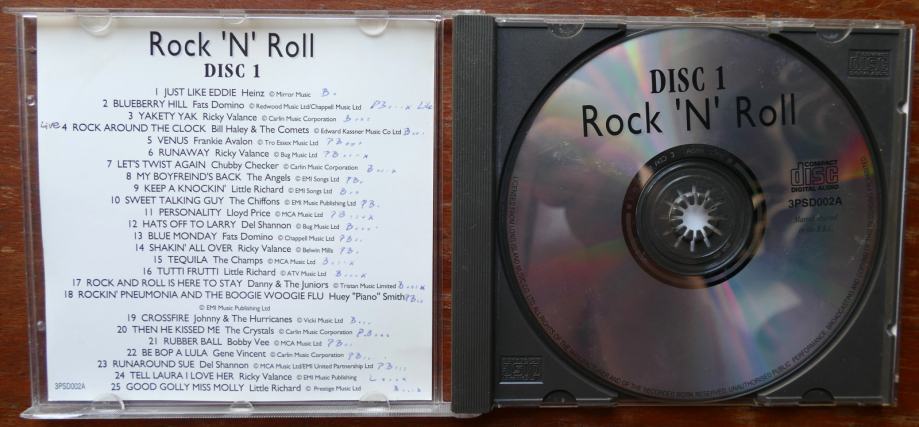 Rock 'N' Roll
DISC 1
1 JUST LIKE EDDIE Heinz © Mirror Music B.
2 BLUEBERRY HILL Fats Domino © Redwood Music Ltd/Chappell Music Ltd
3 YAKETY YAK Ricky Valance © Carlin Music Corporation
Live 4 ROCK AROUND THE CLOCK Bill Haley & The Comets © Edward Kassner Music Co Ltd
5 VENUS Frankie Avalon © Tro Essex Music Ltd
6 RUNAWAY Ricky Valance © Bug Music Ltd
7 LET'S TWIST AGAIN Chubby Checker © Carlin Music Corporation
8 MY BOYFREIND'S BACK The Angels © EMI Songs Ltd
9 KEEP A KNOCKIN' Little Richard © EMI Songs Ltd
10 SWEET TALKING GUY The Chiffons © EMI Music Publishing Ltd
11 PERSONALITY Lloyd Price © MCA Music Ltd
12 HATS OFF TO LARRY Del Shannon © Bug Music Ltd
13 BLUE MONDAY Fats Domino © Chappell Music Ltd
14 SHAKIN' ALL OVER Ricky Valance © Belwin Mills
15 TEQUILA The Champs © MCA Music Ltd
16 TUTTI FRUTTI Little Richard © ATV Music Ltd
17 ROCK AND ROLL IS HERE TO STAY Danny & The Juniors © Tristan Music Limited
18 ROCKIN' PNEUMONIA AND THE BOOGIE WOOGIE FLU Huey "Piano" Smith
© EMI Music Publishing Ltd
19 CROSSFIRE Johnny & The Hurricanes © Vicki Music Ltd
20 THEN HE KISSED ME The Crystals © Carlin Music Corporation
21 RUBBER BALL Bobby Vee © MCA Music Ltd
22 BE BOP A LULA Gene Vincent © Carlin Music Corporation
23 RUNAROUND SUE Del Shannon © MCA Music Ltd/EMI United Partnership Ltd
24 TELL LAURA I LOVE HER Ricky Valance © EMI Music Publishing
25 GOOD GOLLY MISS MOLLY Little Richard © Prestige Music Ltd
3PSD002A
DISC 1
Rock 'N' Roll
COMPACT
disc
DIGITAL AUDIO
3PSD002A